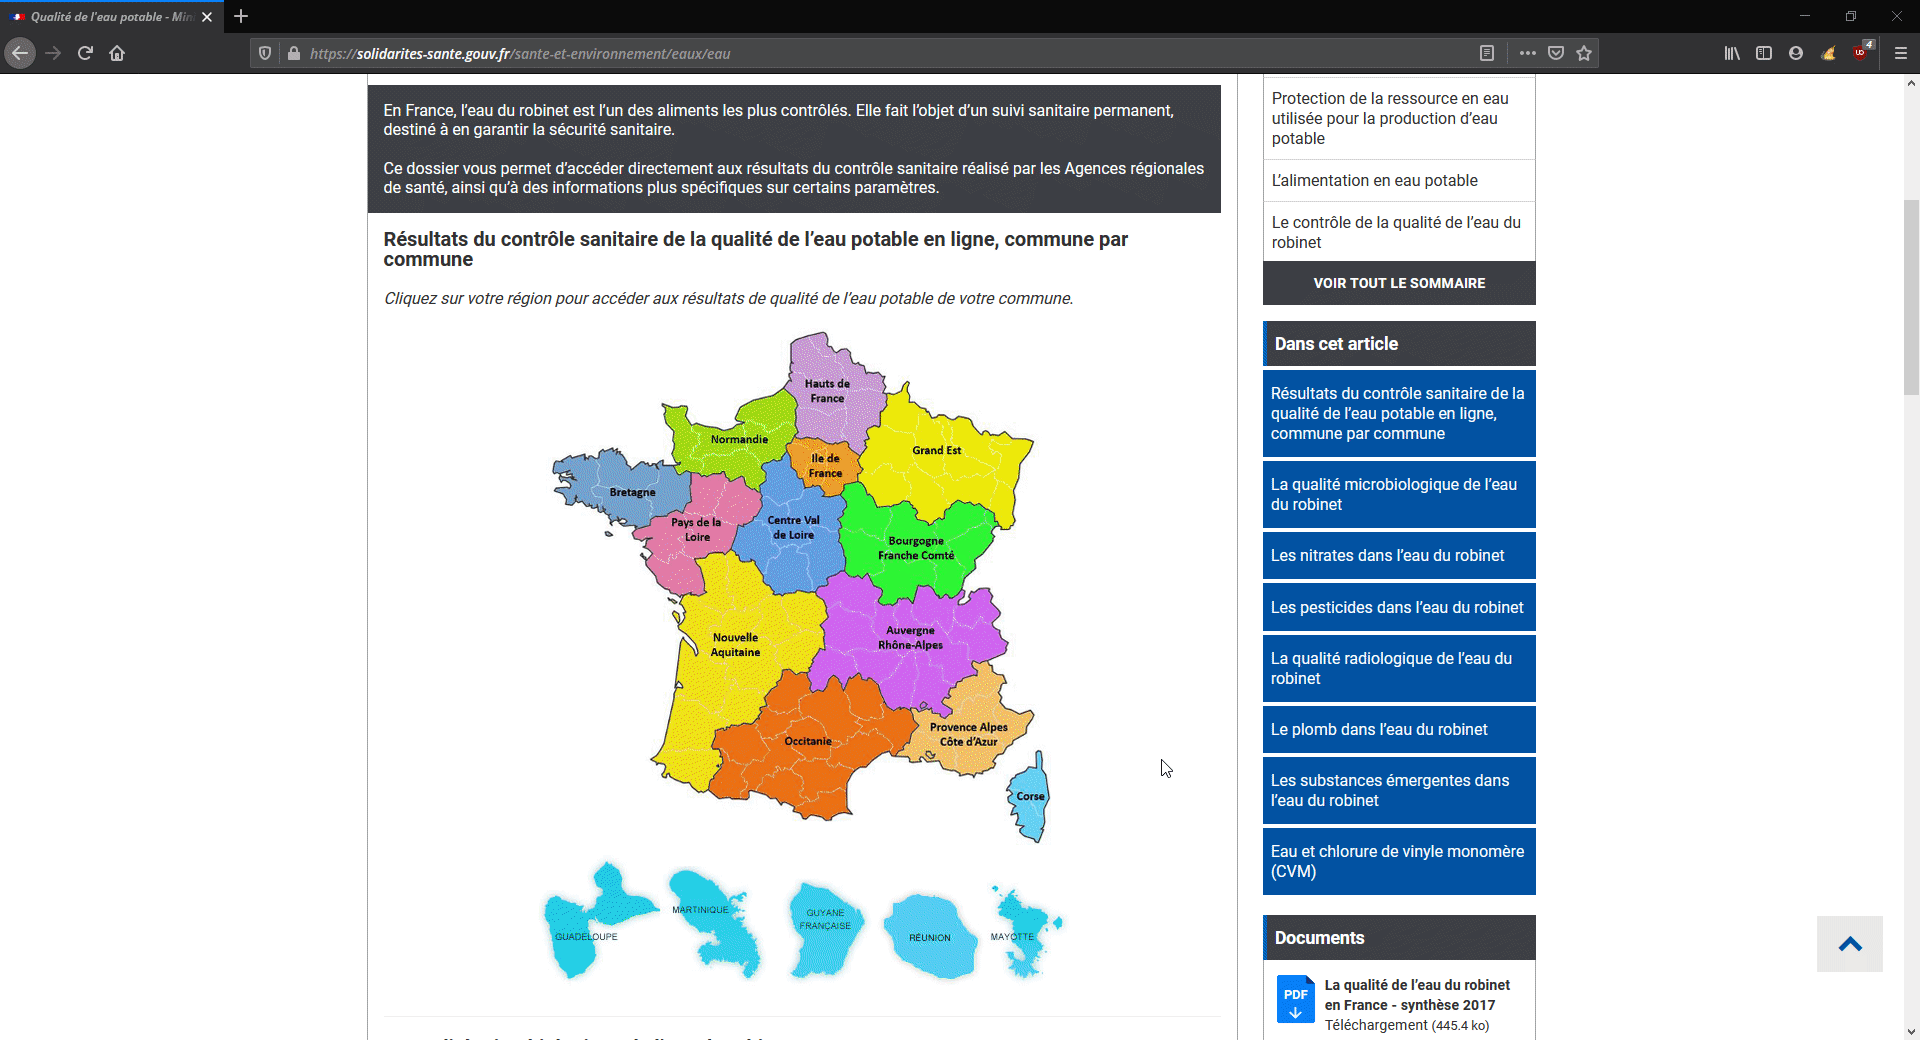 Qualité de l'eau potable - Min
https://solidarites-sante.gouv.fr/sante-et-environnement/eaux/eau
4
En France, l’eau du robinet est l’un des aliments les plus contrôlés. Elle fait l’objet d’un suivi sanitaire permanent,
destiné à en garantir la sécurité sanitaire.
Ce dossier vous permet d’accéder directement aux résultats du contrôle sanitaire réalisé par les Agences régionales
de santé, ainsi qu’à des informations plus spécifiques sur certains paramètres.
Résultats du contrôle sanitaire de la qualité de l’eau potable en ligne, commune par
commune
Cliquez sur votre région pour accéder aux résultats de qualité de l’eau potable de votre commune.
Hauts de
France
Normandie
Ile de
France
Grand Est
Bretagne
Pays de la
Loire
Centre Val
de Loire
Bourgogne
Franche Comté
Nouvelle
Aquitaine
Auvergne
Rhône-Alpes
Occitanie
Provence Alpes
Côte d’Azur
Corse
GUADELOUPE
MARTINIQUE
GUYANE
FRANÇAISE
RÉUNION
MAYOTTE
Protection de la ressource en eau
utilisée pour la production d’eau
potable
L’alimentation en eau potable
Le contrôle de la qualité de l’eau du
robinet
VOIR TOUT LE SOMMAIRE
Dans cet article
Résultats du contrôle sanitaire de la
qualité de l’eau potable en ligne,
commune par commune
La qualité microbiologique de l’eau
du robinet
Les nitrates dans l’eau du robinet
Les pesticides dans l’eau du robinet
La qualité radiologique de l’eau du
robinet
Le plomb dans l’eau du robinet
Les substances émergentes dans
l’eau du robinet
Eau et chlorure de vinyle monomère
(CVM)
Documents
PDF
La qualité de l’eau du robinet
en France - synthèse 2017
Téléchargement (445.4 ko)